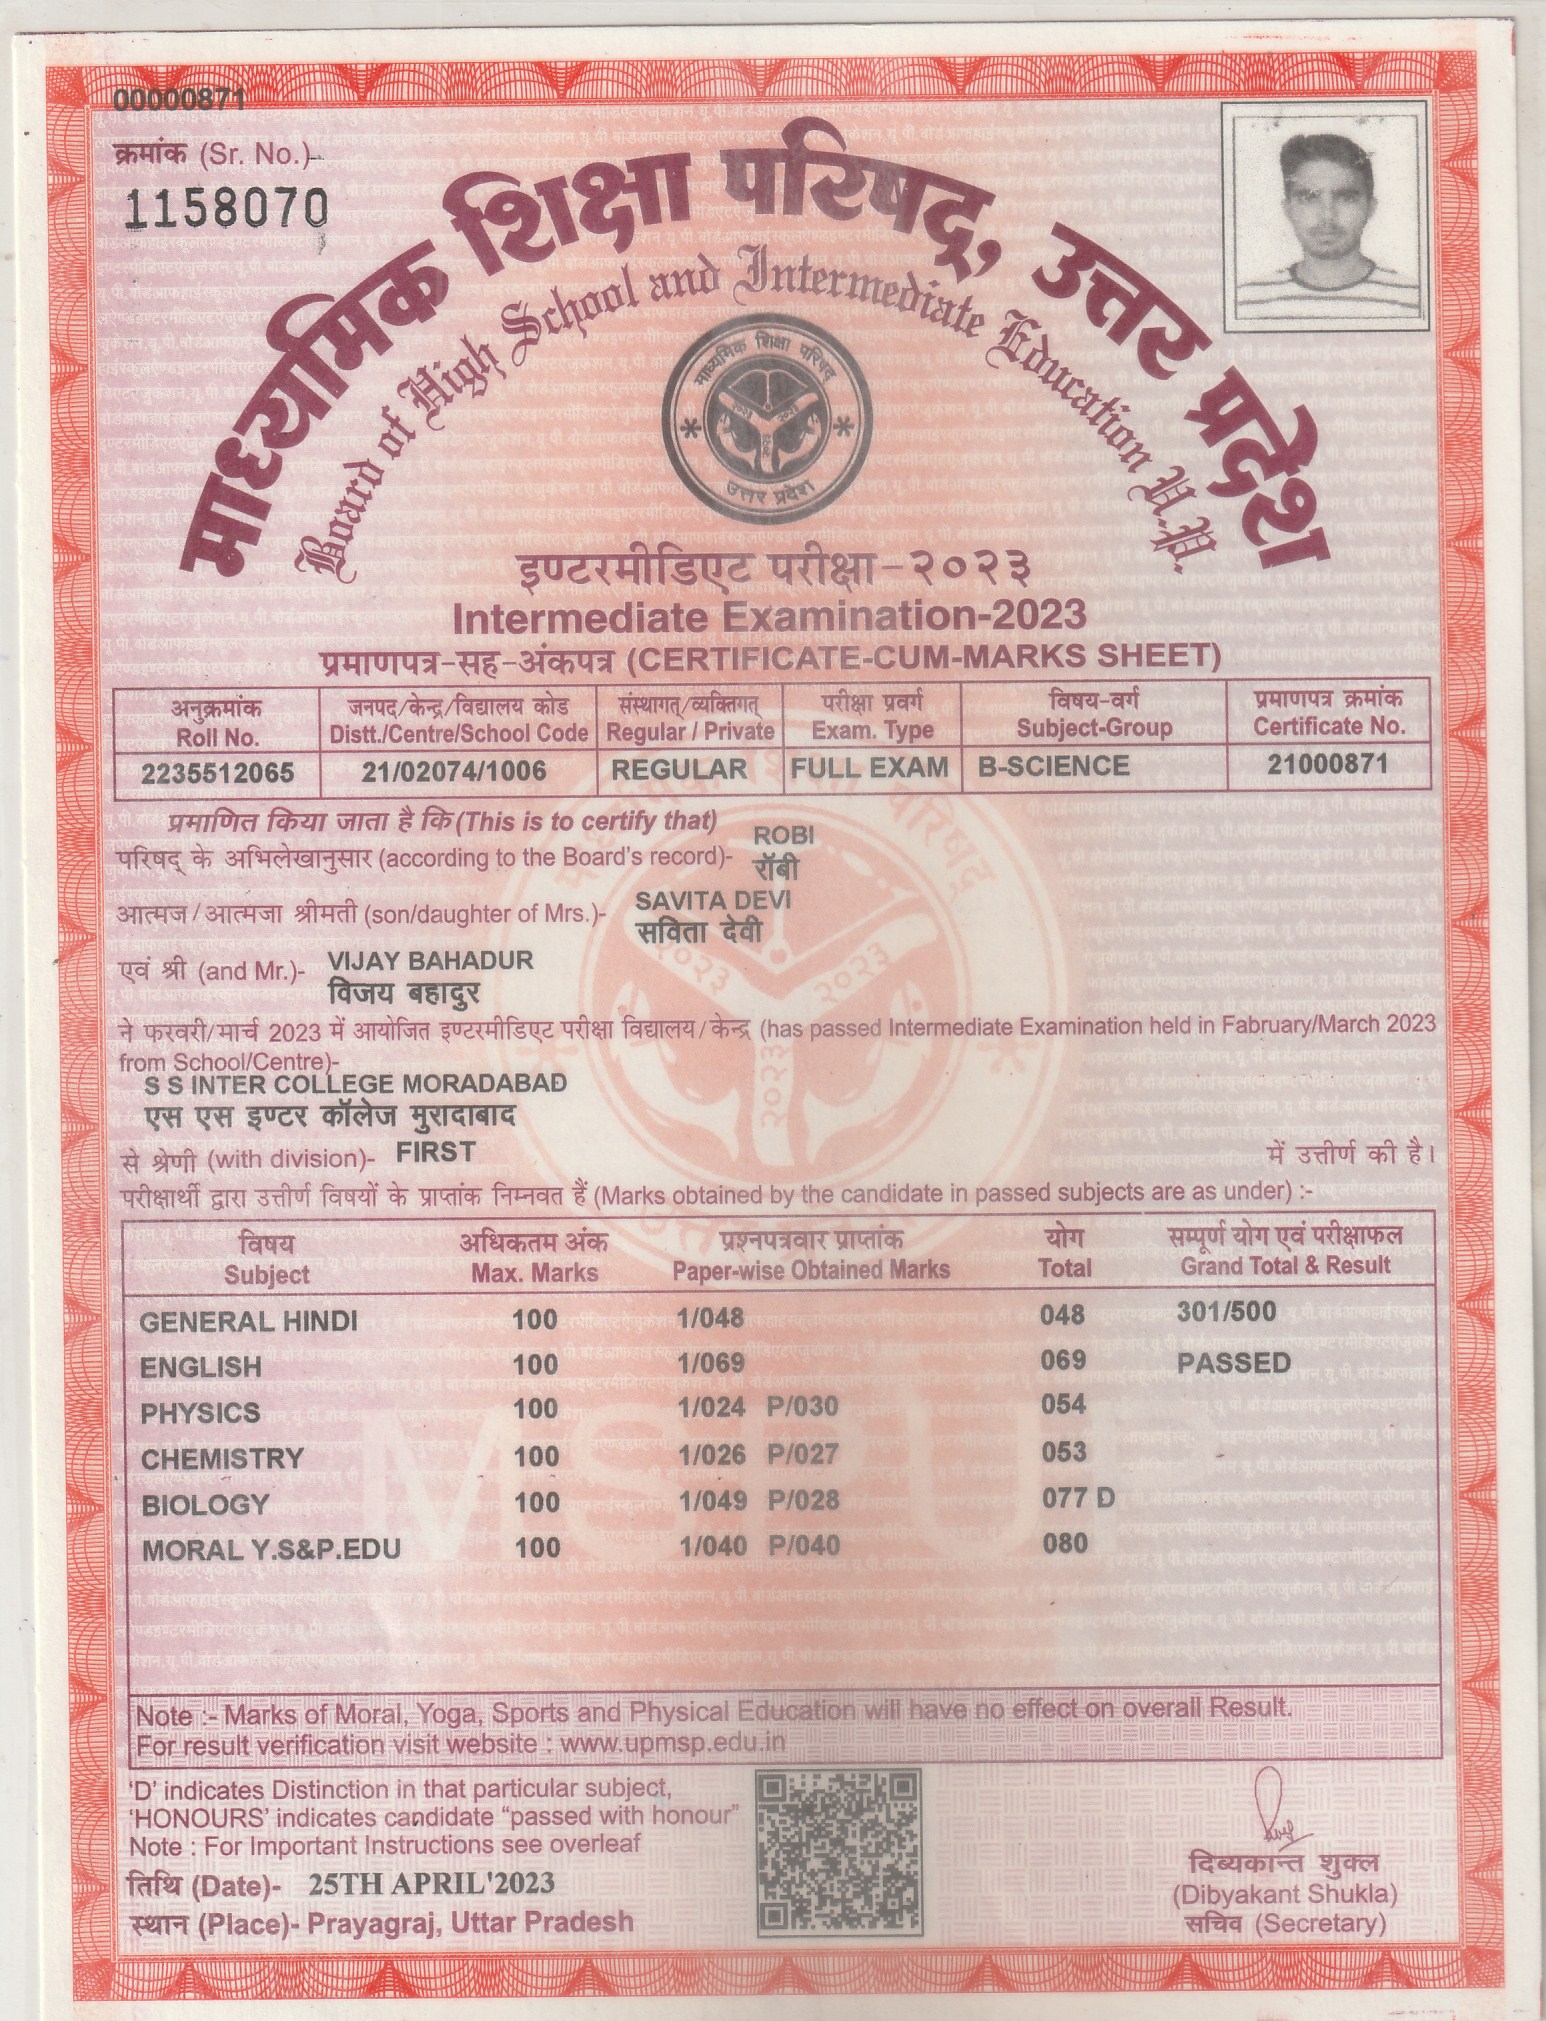 00000871
क्रमांक (Sr. No.)-
1158070
माध्यमिक शिक्षा परिषद्, उत्तर प्रदेश
Board of High School and Intermediate Education U.P.
माध्यमिक शिक्षा परिषद्
उत्तर प्रदेश
इण्टरमीडिएट परीक्षा-२०२३
Intermediate Examination-2023
प्रमाणपत्र-सह-अंकपत्र (CERTIFICATE-CUM-MARKS SHEET)
अनुक्रमांक जनपद/केन्द्र/विद्यालय कोड संस्थागत्/व्यक्तिगत् परीक्षा प्रवर्ग विषय-वर्ग प्रमाणपत्र क्रमांक
Roll No. Distt./Centre/School Code Regular / Private Exam. Type Subject-Group Certificate No.
2235512065 21/02074/1006 REGULAR FULL EXAM B-SCIENCE 21000871
प्रमाणित किया जाता है कि (This is to certify that)
ROBI
परिषद् के अभिलेखानुसार (according to the Board's record)-
रॉबी
SAVITA DEVI
आत्मज/आत्मजा श्रीमती (son/daughter of Mrs.)-
सविता देवी
VIJAY BAHADUR
एवं श्री (and Mr.)-
विजय बहादुर
ने फरवरी/मार्च 2023 में आयोजित इण्टरमीडिएट परीक्षा विद्यालय/केन्द्र (has passed Intermediate Examination held in Fabruary/March 2023
from School/Centre)-
S S INTER COLLEGE MORADABAD
एस एस इण्टर कॉलेज मुरादाबाद
से श्रेणी (with division)- FIRST में उत्तीर्ण की है।
परीक्षार्थी द्वारा उत्तीर्ण विषयों के प्राप्तांक निम्नवत हैं (Marks obtained by the candidate in passed subjects are as under) :-
विषय अधिकतम अंक प्रश्नपत्रवार प्राप्तांक योग सम्पूर्ण योग एवं परीक्षाफल
Subject Max. Marks Paper-wise Obtained Marks Total Grand Total & Result
GENERAL HINDI 100 1/048 048 301/500
ENGLISH 100 1/069 069 PASSED
PHYSICS 100 1/024 P/030 054
CHEMISTRY 100 1/026 P/027 053
BIOLOGY 100 1/049 P/028 077 D
MORAL Y.S&P.EDU 100 1/040 P/040 080
Note :- Marks of Moral, Yoga, Sports and Physical Education will have no effect on overall Result.
For result verification visit website : www.upmsp.edu.in
'D' indicates Distinction in that particular subject,
'HONOURS' indicates candidate "passed with honour"
Note : For Important Instructions see overleaf
तिथि (Date)- 25TH APRIL'2023
स्थान (Place)- Prayagraj, Uttar Pradesh
दिव्यकान्त शुक्ल
(Dibyakant Shukla)
सचिव (Secretary)